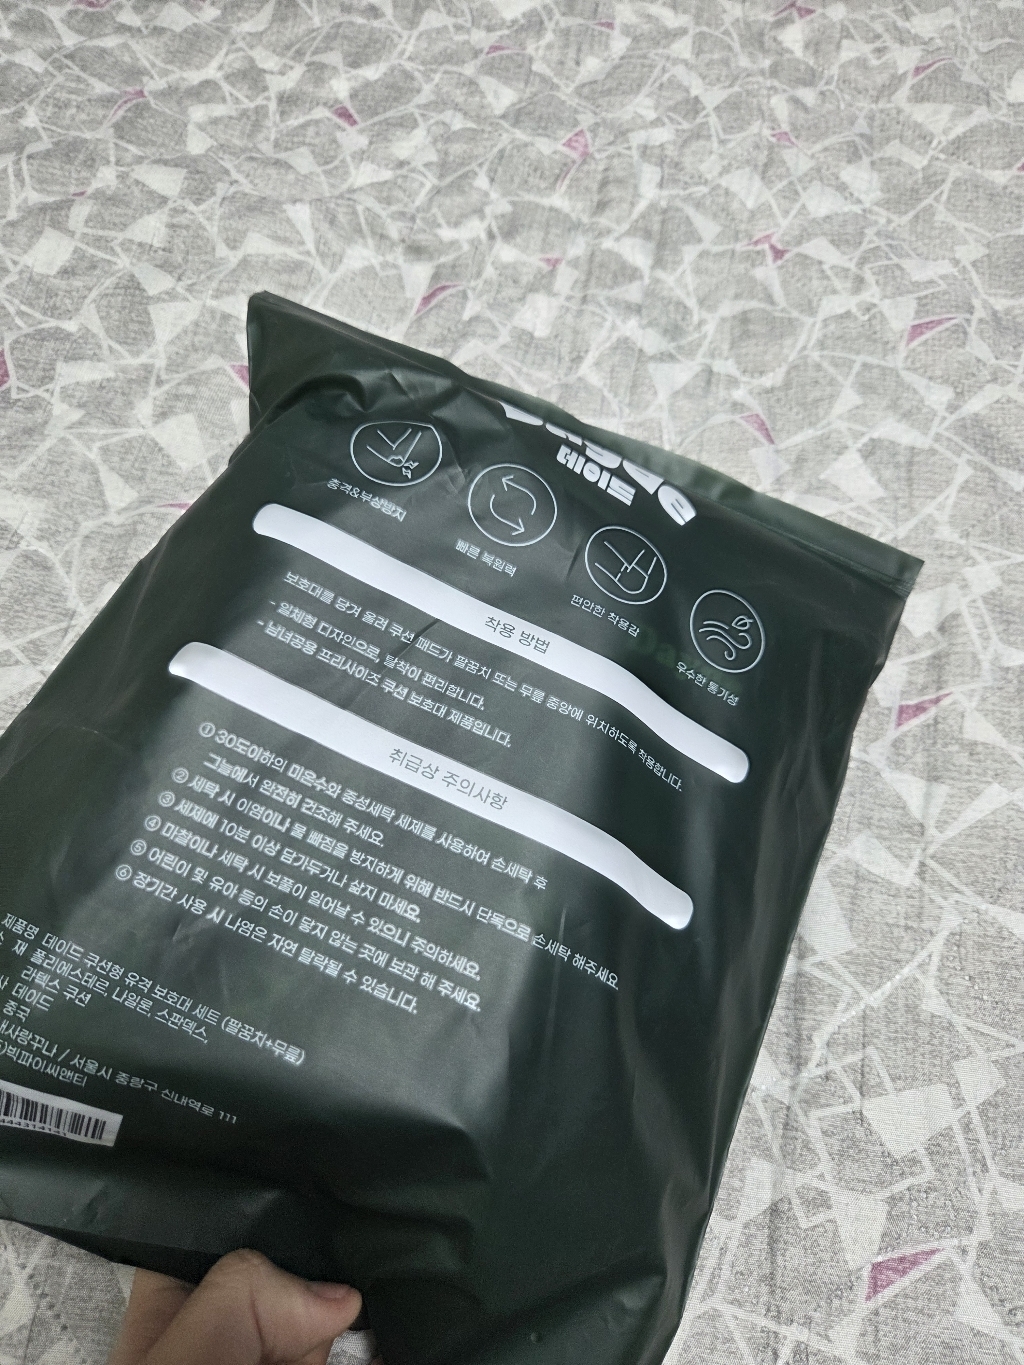 데이드
충격&부상방지
빠른 복원력
편안한 착용감
우수한 통기성
착용 방법
보호대를 당겨 올려 쿠션 패드가 팔꿈치 또는 무릎 중앙에 위치하도록 착용합니다.
- 일체형 디자인으로, 탈착이 편리합니다.
- 남녀공용 프리사이즈 쿠션 보호대 제품입니다.
취급상 주의사항
① 30도이하의 미온수와 중성세탁 세제를 사용하여 손세탁 후
그늘에서 완전히 건조해 주세요.
② 세탁 시 이염이나 물 빠짐을 방지하게 위해 반드시 단독으로 손세탁 해주세요.
③ 세제에 10분 이상 담가두거나 삶지 마세요.
④ 마찰이나 세탁 시 보풀이 일어날 수 있으니 주의하세요.
⑤ 어린이 및 유아 등의 손이 닿지 않는 곳에 보관 해 주세요.
⑥ 장기간 사용 시 나염은 자연 탈락될 수 있습니다.
제품명 데이드 쿠션형 유격 보호대 세트 (팔꿈치+무릎)
재 폴리에스테르, 나일론, 스판덱스,
라텍스 쿠션
데이드
중국
내사랑꾸니 / 서울시 중랑구 신내역로 111
빅파이씨앤티